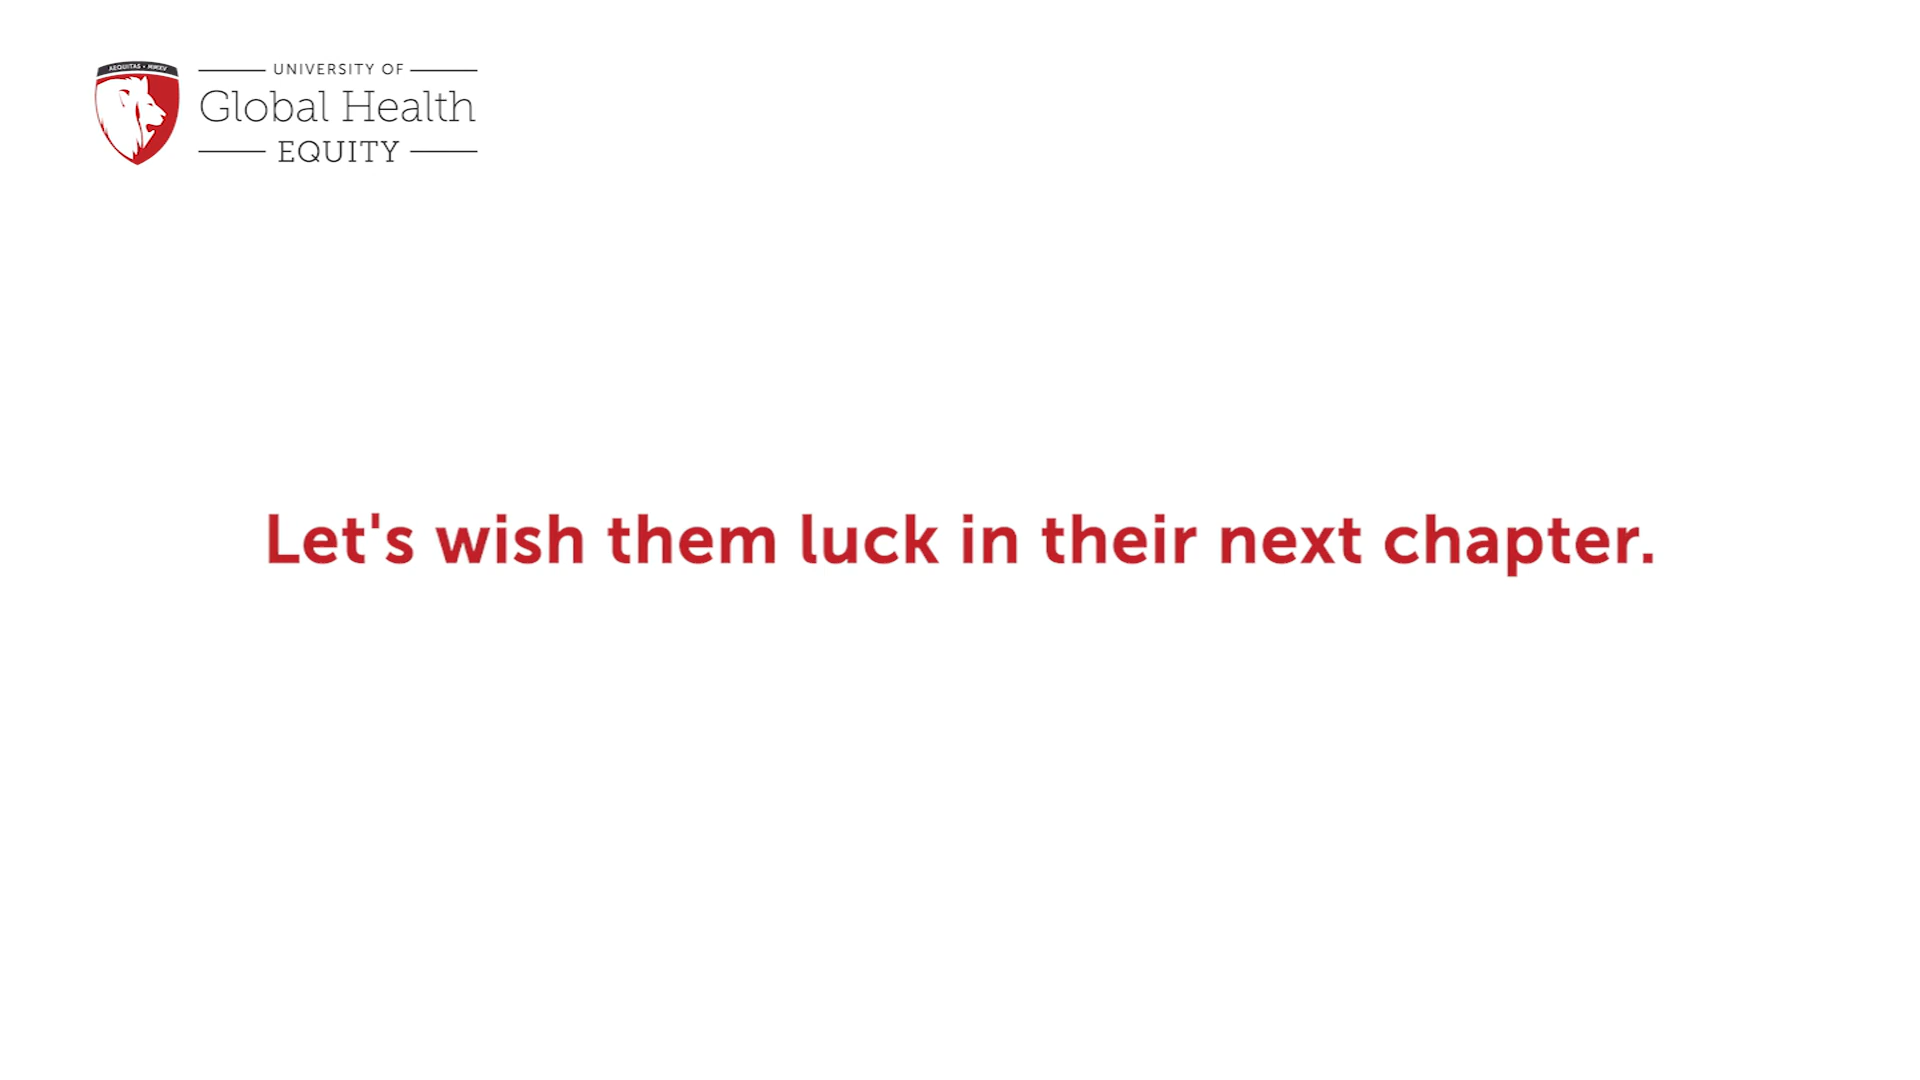 AEQUITAS • MMXV
UNIVERSITY OF
Global Health
EQUITY
Let's wish them luck in their next chapter.